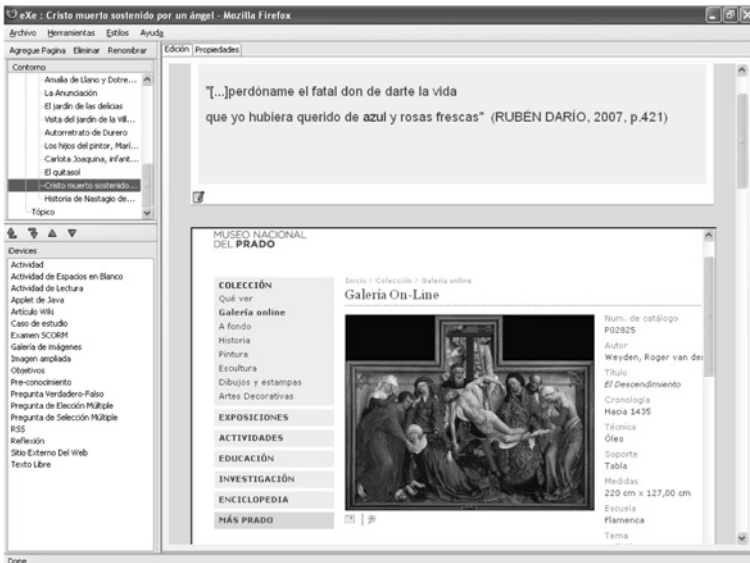 eXe : Cristo muerto sostenido por un ángel - Mozilla Firefox
Archivo Herramientas Estilos Ayuda
Agregue Pagina Eliminar Renombrar
Contorno
Amalia de Llano y Dotre...
La Anunciación
El jardín de las delicias
Vista del jardín de la Vill...
Autorretrato de Durero
Los hijos del pintor, Mari...
Carlota Joaquina, infant...
El quitasol
Cristo muerto sostenido...
Historia de Nastagio de...
Tópico
iDevices
Actividad
Actividad de Espacios en Blanco
Actividad de Lectura
Applet de Java
Artículo Wiki
Caso de estudio
Examen SCORM
Galería de imágenes
Imagen ampliada
Objetivos
Pre-conocimiento
Pregunta Verdadero-Falso
Pregunta de Elección Múltiple
Pregunta de Selección Múltiple
RSS
Reflexión
Sitio Externo Del Web
Texto Libre
Done
Edición Propiedades
"[...]perdóname el fatal don de darte la vida
que yo hubiera querido de azul y rosas frescas" (RUBÉN DARÍO, 2007, p.421)
MUSEO NACIONAL
DEL PRADO
COLECCIÓN
Qué ver
Galería online
A fondo
Historia
Pintura
Escultura
Dibujos y estampas
Artes Decorativas
EXPOSICIONES
ACTIVIDADES
EDUCACIÓN
INVESTIGACIÓN
ENCICLOPEDIA
MÁS PRADO
Inicio > Colección > Galería online
Galería On-Line
Num. de catálogo
P02825
Autor
Weyden, Roger van der
Título
El Descendimiento
Cronología
Hacia 1435
Técnica
Óleo
Soporte
Tabla
Medidas
220 cm x 127,00 cm
Escuela
Flamenca
Tema